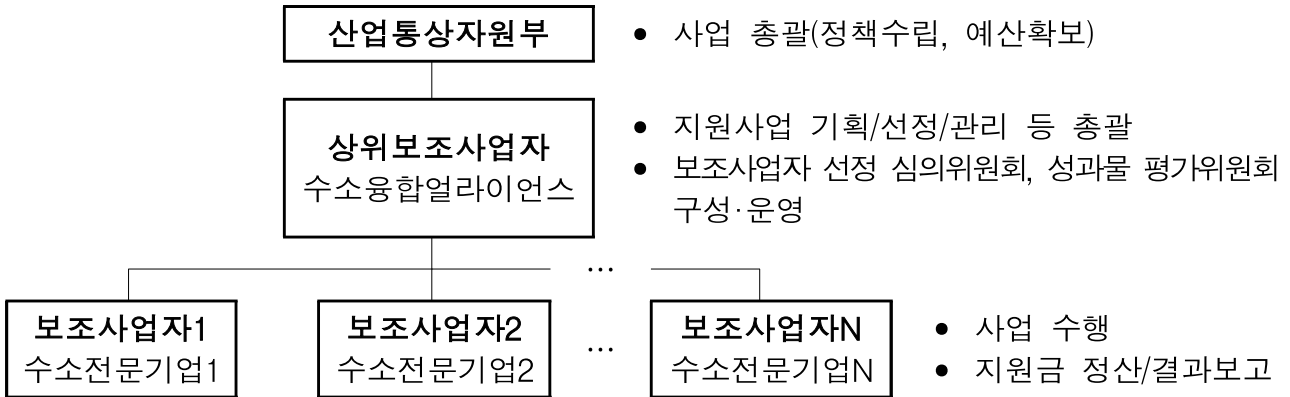 산업통상자원부
● 사업 총괄(정책수립, 예산확보)
상위보조사업자
수소융합얼라이언스
● 지원사업 기획/선정/관리 등 총괄
● 보조사업자 선정 심의위원회, 성과물 평가위원회
구성·운영
...
보조사업자1
수소전문기업1
보조사업자2
수소전문기업2
...
보조사업자N
수소전문기업N
● 사업 수행
● 지원금 정산/결과보고